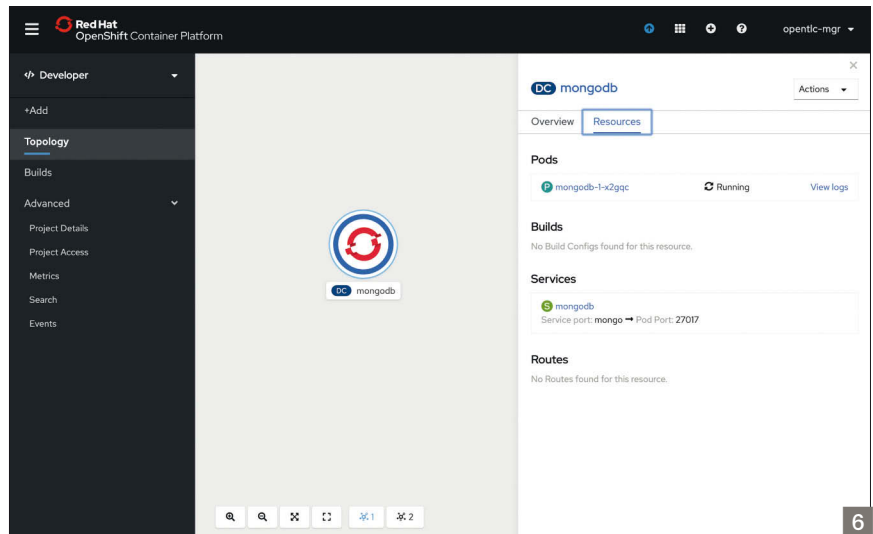 Red Hat
OpenShift Container Platform
opentlc-mgr
</> Developer
+Add
Topology
Builds
Advanced
Project Details
Project Access
Metrics
Search
Events
DC mongodb
1
2
DC mongodb
Actions
Overview Resources
Pods
P mongodb-1-x2gqc Running View logs
Builds
No Build Configs found for this resource.
Services
S mongodb
Service port: mongo → Pod Port: 27017
Routes
No Routes found for this resource.
6